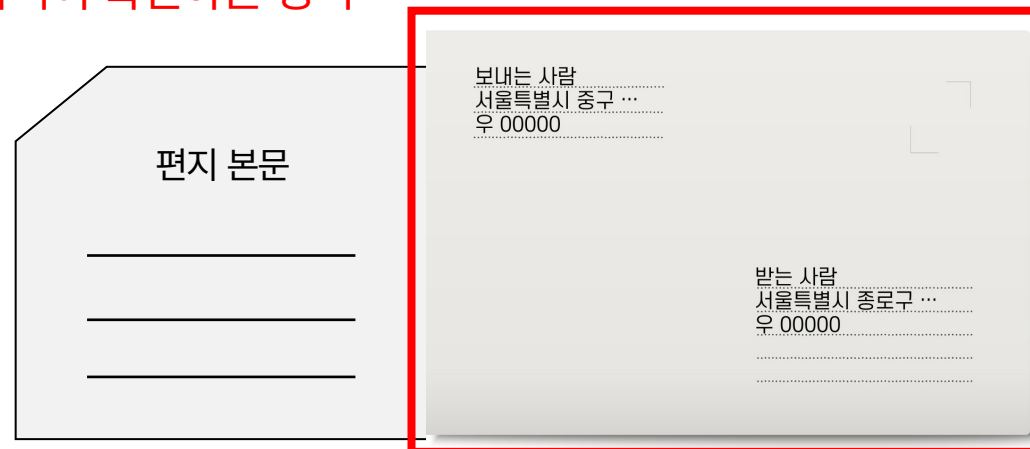 편지 본문
보내는 사람
서울특별시 중구 …
우 00000
받는 사람
서울특별시 종로구 …
우 00000